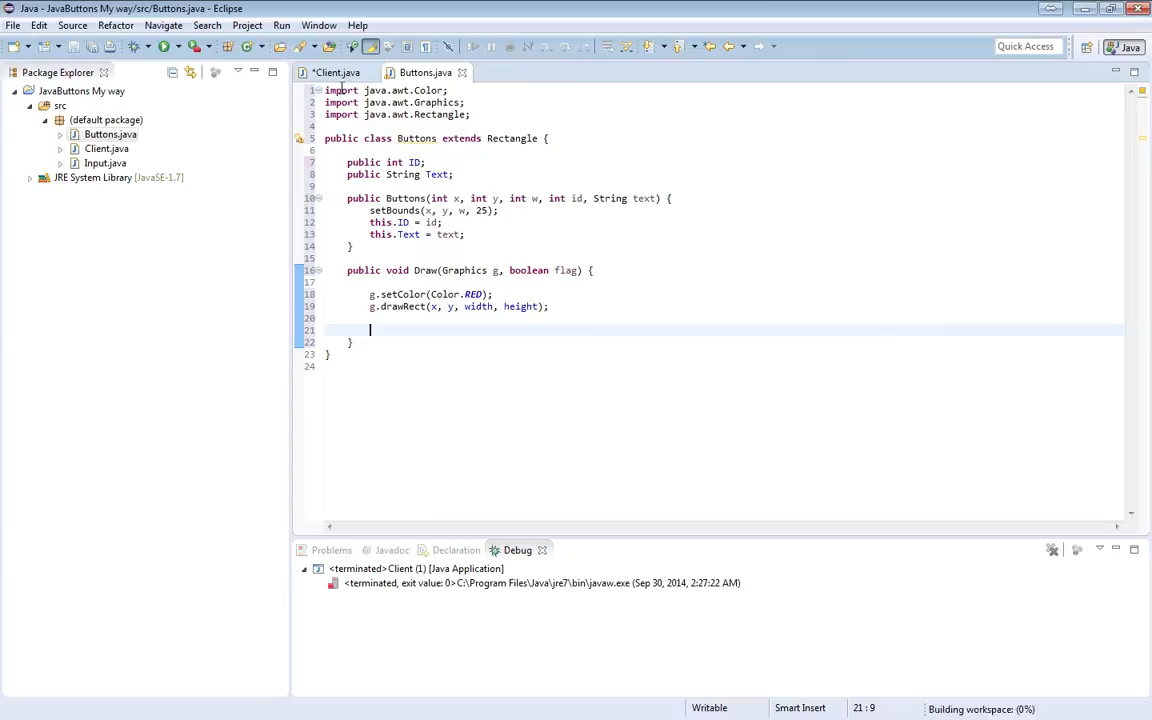 Java - JavaButtons My way/src/Buttons.java - Eclipse
File Edit Source Refactor Navigate Search Project Run Window Help
Quick Access
Java
Package Explorer
*Client.java
Buttons.java
JavaButtons My way
src
(default package)
Buttons.java
Client.java
Input.java
JRE System Library [JavaSE-1.7]
1 import java.awt.Color;
2 import java.awt.Graphics;
3 import java.awt.Rectangle;
4
5 public class Buttons extends Rectangle {
6
7 public int ID;
8 public String Text;
9
10 public Buttons(int x, int y, int w, int id, String text) {
11 setBounds(x, y, w, 25);
12 this.ID = id;
13 this.Text = text;
14 }
15
16 public void Draw(Graphics g, boolean flag) {
17
18 g.setColor(Color.RED);
19 g.drawRect(x, y, width, height);
20
21
22 }
23 }
24
Problems @ Javadoc Declaration Debug
<terminated>Client (1) [Java Application]
<terminated, exit value: 0>C:\Program Files\Java\jre7\bin\javaw.exe (Sep 30, 2014, 2:27:22 AM)
Writable
Smart Insert
21 : 9
Building workspace: (0%)